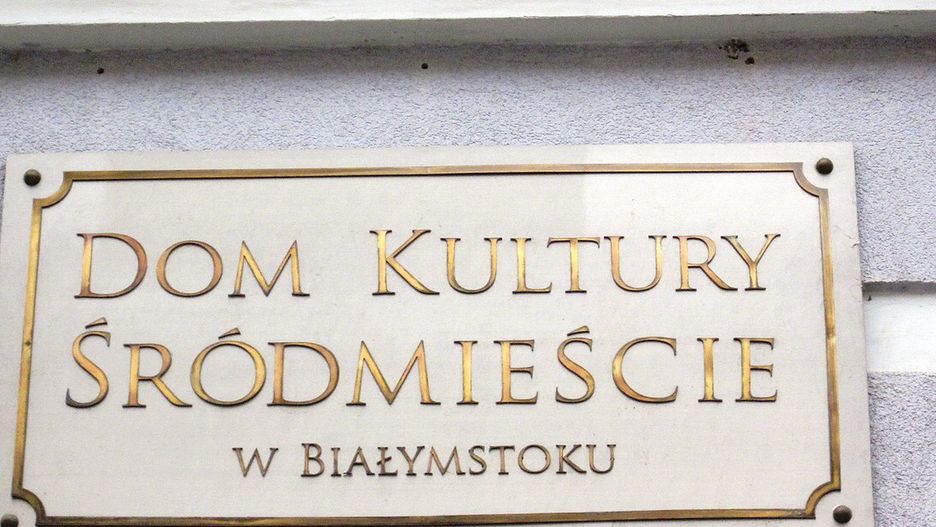 Dom Kultury
Śródmieście
w Białymstoku